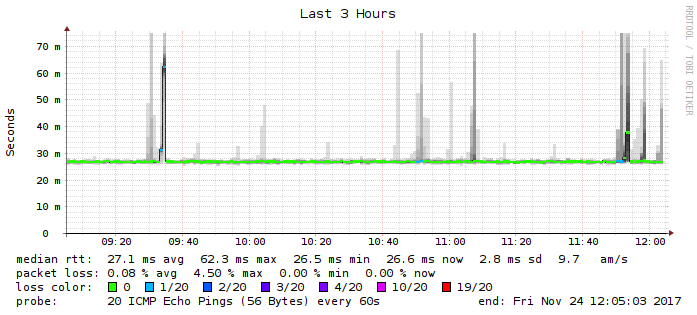 Last 3 Hours
RRDTOOL / TOBI OETIKER
Seconds
70 m
60 m
50 m
40 m
30 m
20 m
10 m
0
09:20 09:40 10:00 10:20 10:40 11:00 11:20 11:40 12:00
median rtt: 27.1 ms avg 62.3 ms max 26.5 ms min 26.6 ms now 2.8 ms sd 9.7 am/s
packet loss: 0.08 % avg 4.50 % max 0.00 % min 0.00 % now
loss color: 0 1/20 2/20 3/20 4/20 10/20 19/20
probe: 20 ICMP Echo Pings (56 Bytes) every 60s end: Fri Nov 24 12:05:03 2017